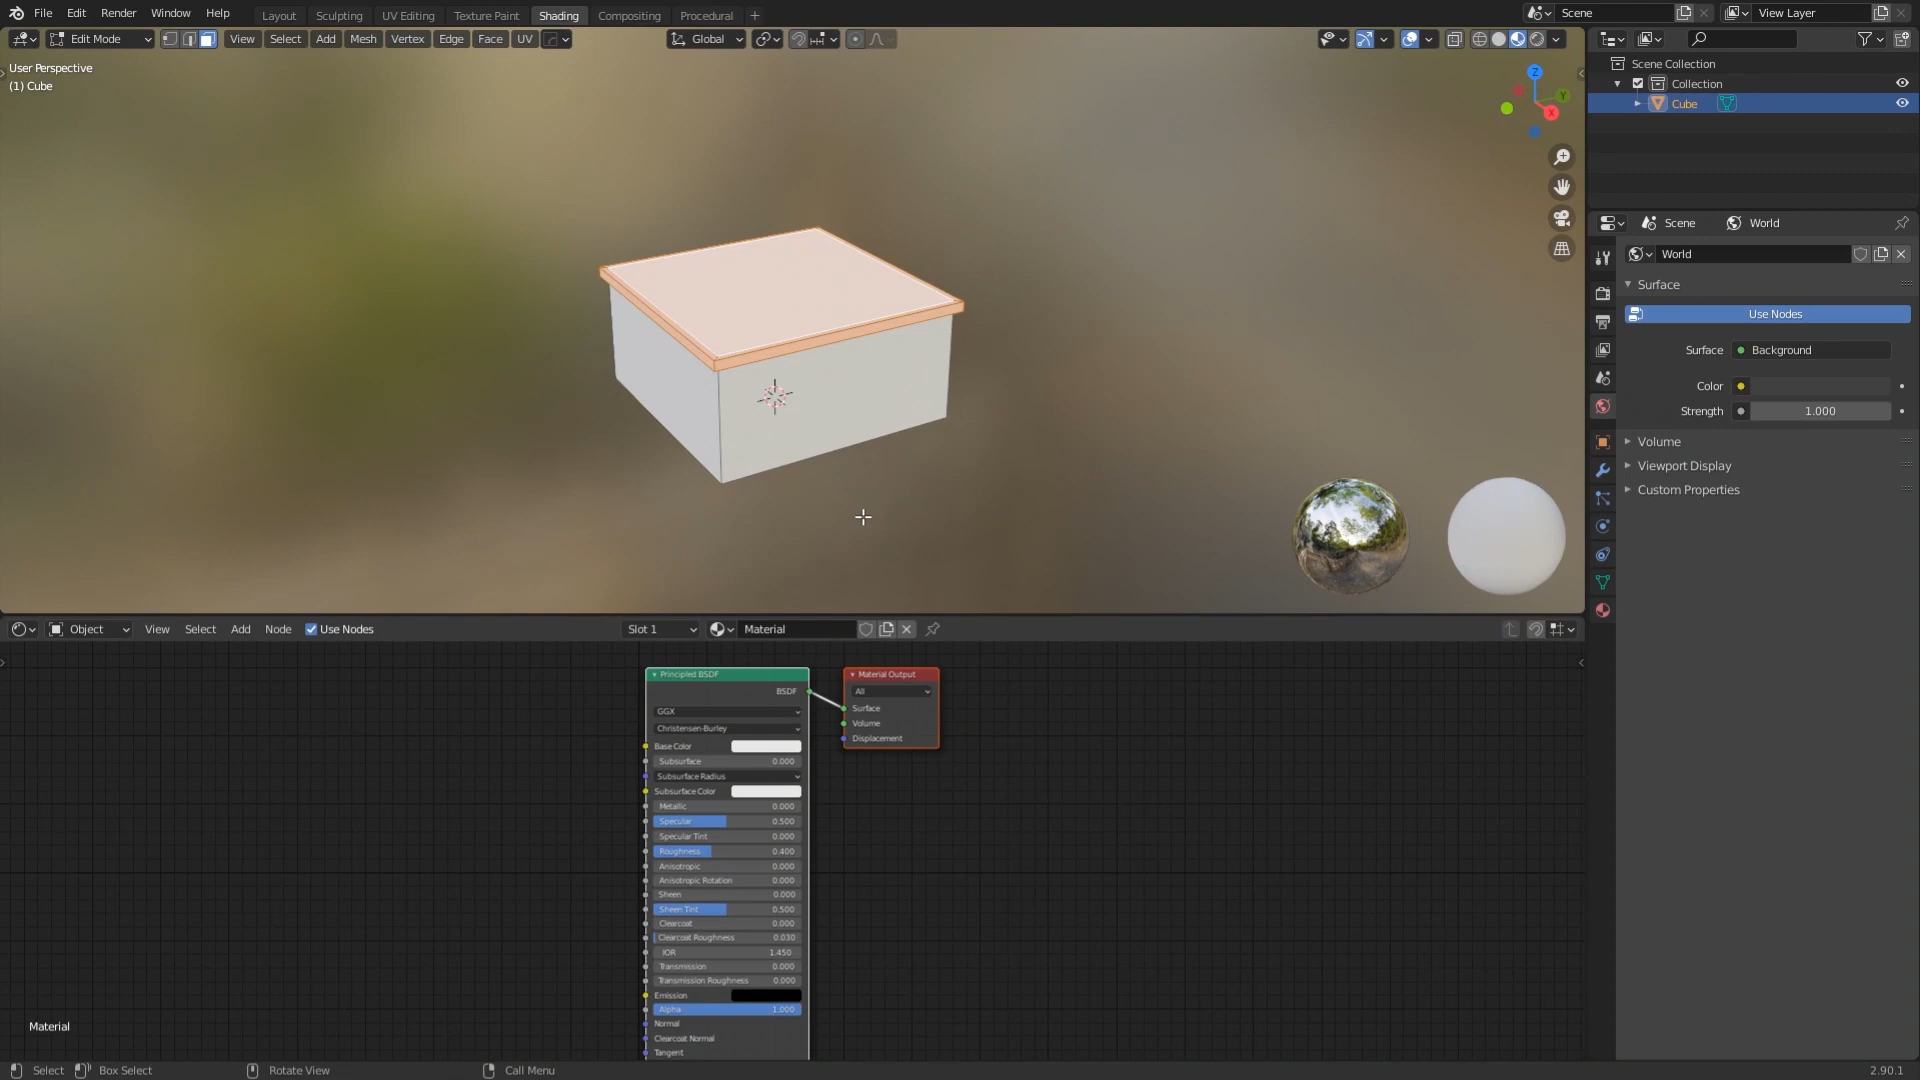 File Edit Render Window Help Layout Sculpting UV Editing Texture Paint Shading Compositing Procedural + Scene View Layer
Edit Mode View Select Add Mesh Vertex Edge Face UV Global
User Perspective
(1) Cube
Z
Y
X
Scene Collection
Collection
Cube
Scene World
World
Surface
Use Nodes
Surface Background
Color
Strength 1.000
Volume
Viewport Display
Custom Properties
Object View Select Add Node Use Nodes Slot 1 Material
Principled BSDF
BSDF
GGX
Christensen-Burley
Base Color
Subsurface 0.000
Subsurface Radius
Subsurface Color
Metallic 0.000
Specular 0.500
Specular Tint 0.000
Roughness 0.400
Anisotropic 0.000
Anisotropic Rotation 0.000
Sheen 0.000
Sheen Tint 0.500
Clearcoat 0.000
Clearcoat Roughness 0.030
IOR 1.450
Transmission 0.000
Transmission Roughness 0.000
Emission
Alpha 1.000
Normal
Clearcoat Normal
Tangent
Material Output
All
Surface
Volume
Displacement
Material
Select Box Select Rotate View Call Menu 2.90.1